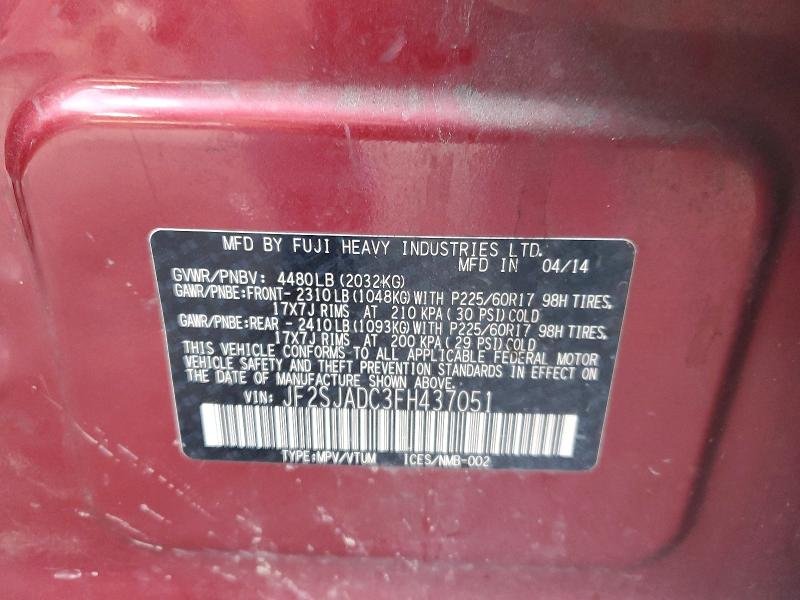 MFD BY FUJI HEAVY INDUSTRIES LTD.
MFD IN 04/14
GVWR/PNBV: 4480LB(2032KG)
GAWR/PNBE:FRONT- 2310LB(1048KG)WITH P225/60R17 98H TIRES,
17X7J RIMS AT 210 KPA(30 PSI)COLD
GAWR/PNBE:REAR - 2410LB(1093KG)WITH P225/60R17 98H TIRES,
17X7J RIMS AT 200 KPA(29 PSI)COLD
THIS VEHICLE CONFORMS TO ALL APPLICABLE FEDERAL MOTOR
VEHICLE SAFETY AND THEFT PREVENTION STANDARDS IN EFFECT ON
THE DATE OF MANUFACTURE SHOWN ABOVE.
VIN: JF2SJADC3FH437051
TYPE:MPV/VTUM ICES/NMB-002